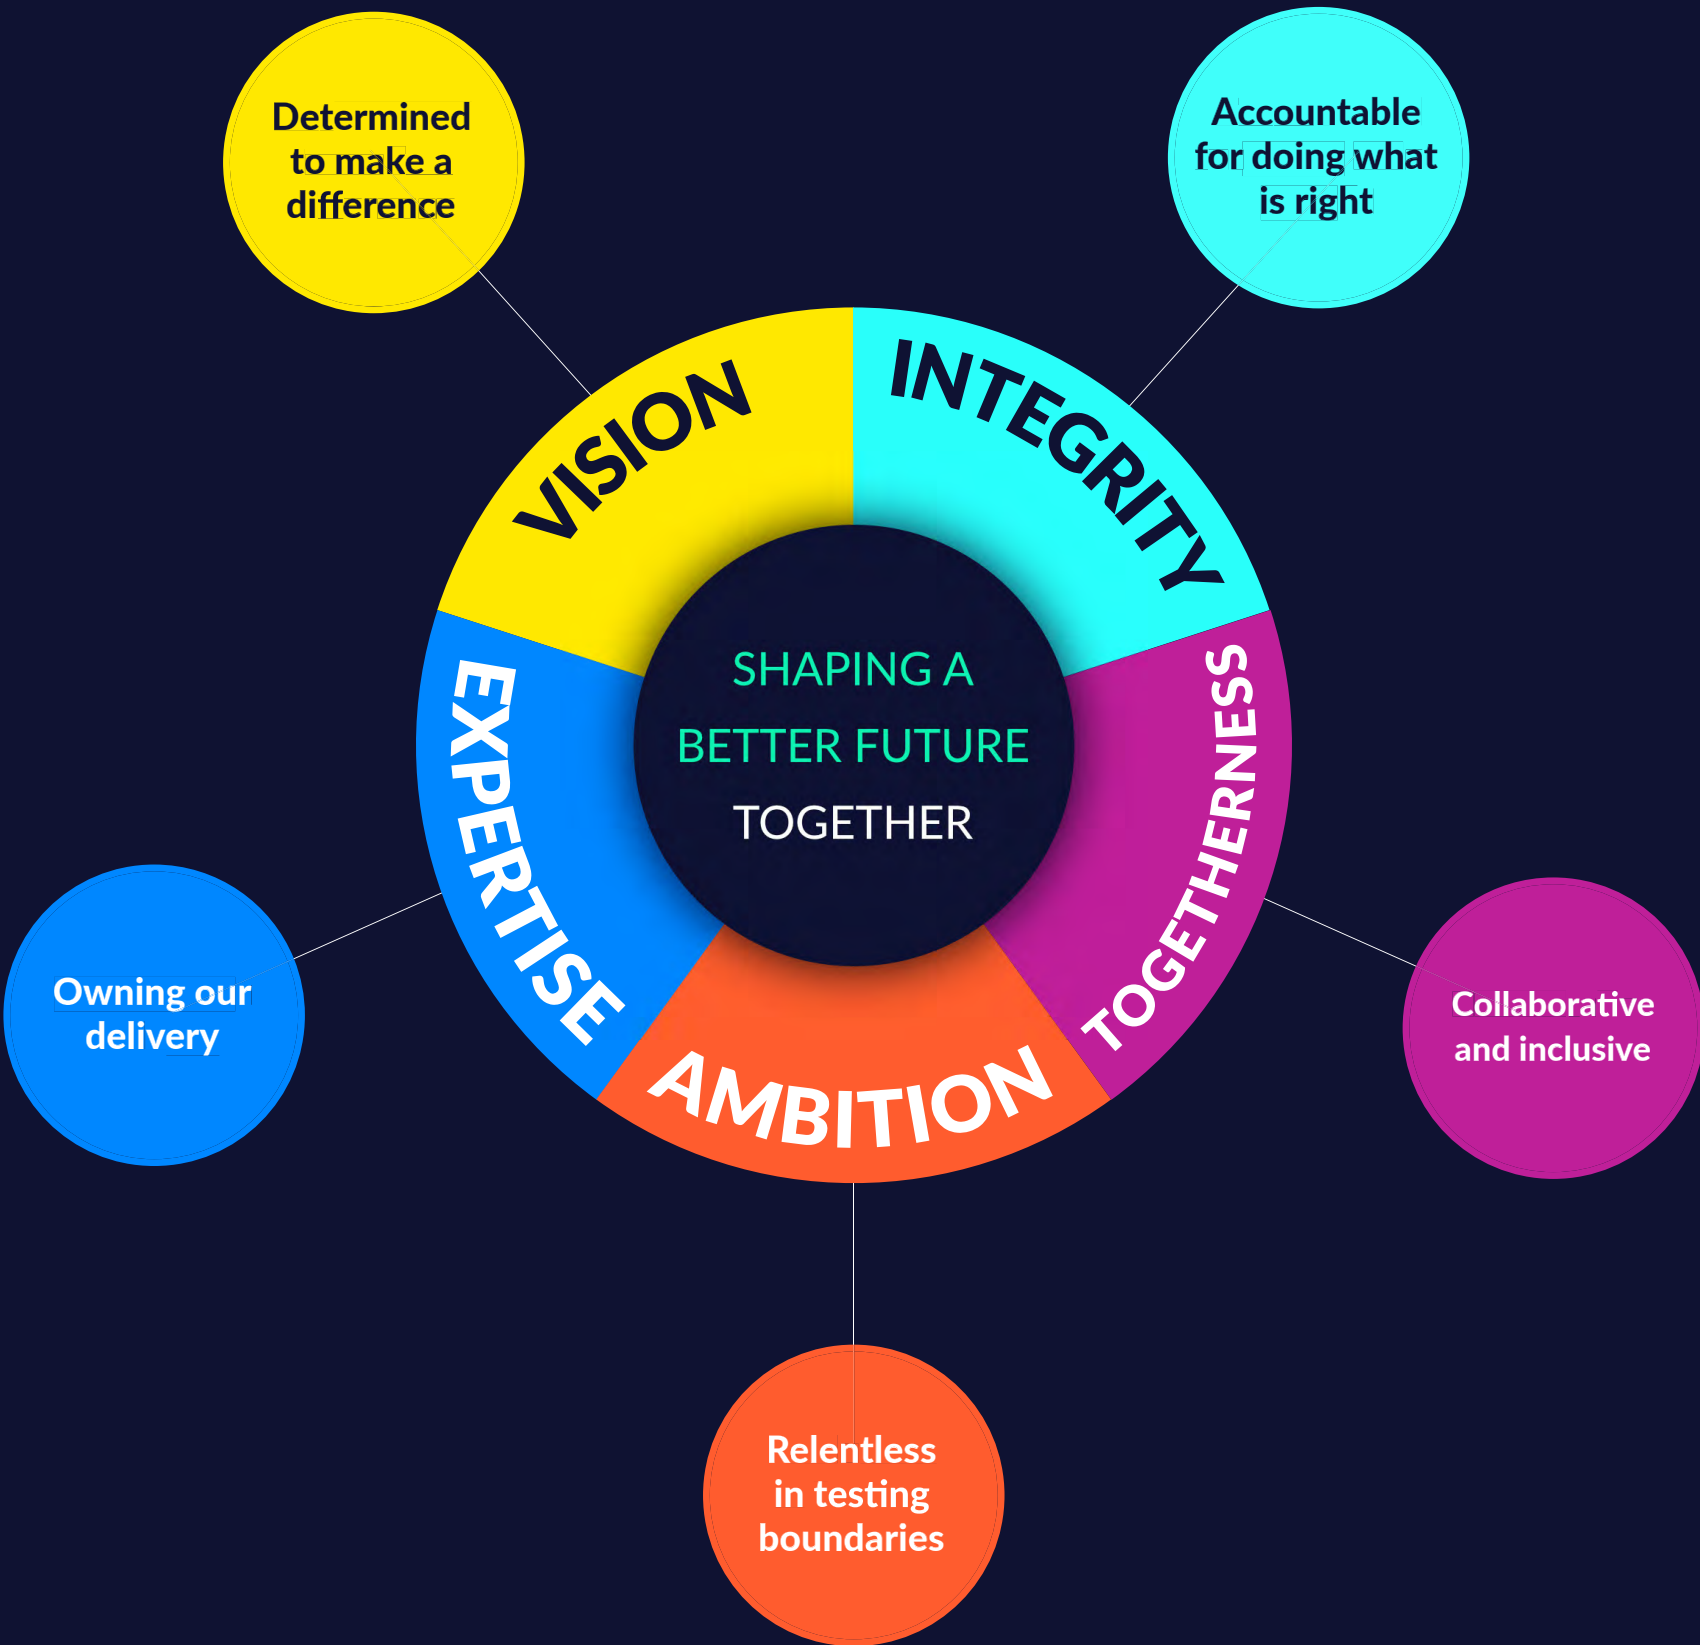 Determined
to make a
difference
Accountable
for doing what
is right
VISION
INTEGRITY
EXPERTISE
TOGETHERNESS
AMBITION
SHAPING A
BETTER FUTURE
TOGETHER
Owning our
delivery
Collaborative
and inclusive
Relentless
in testing
boundaries